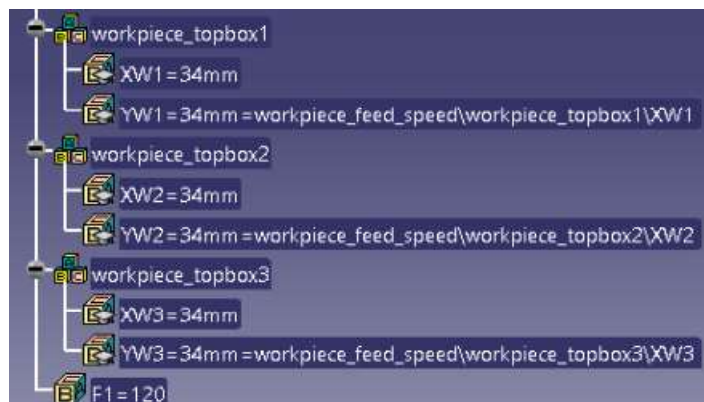 workpiece_topbox1
XW1=34mm
YW1=34mm=workpiece_feed_speed\workpiece_topbox1\XW1
workpiece_topbox2
XW2=34mm
YW2=34mm=workpiece_feed_speed\workpiece_topbox2\XW2
workpiece_topbox3
XW3=34mm
YW3=34mm=workpiece_feed_speed\workpiece_topbox3\XW3
F1=120